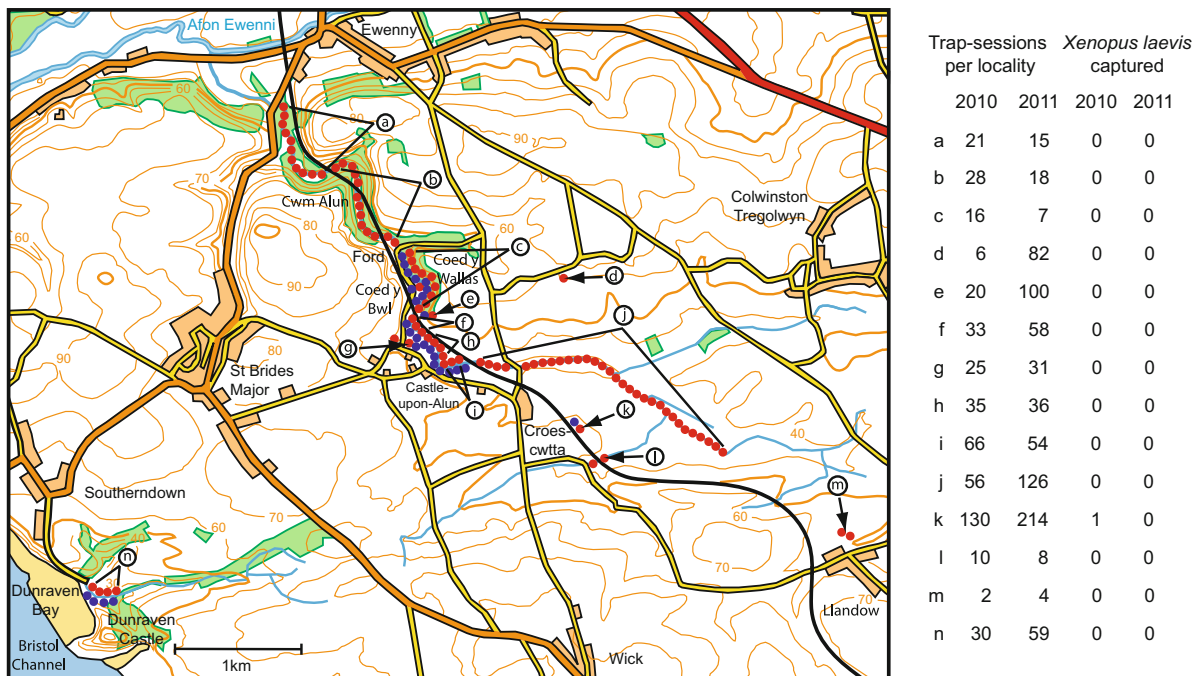 Afon Ewenni
Ewenny
60
80
90
a
70
b
Cwm Alun
Colwinston
Tregolwyn
60
80
60
c
Ford
Coed y
Wallas
d
90
Coed y
Bwl
e
f
j
g
h
90
80
St Brides
Major
Castle-
upon-Alun
i
k
Croes-
cwtta
40
l
m
Southerndown
70
60
60
40
n
30
70
Dunraven
Bay
Dunraven
Castle
70
Llandow
Bristol
Channel
1km
Wick
Trap-sessions Xenopus laevis
per locality captured
2010 2011 2010 2011
a 21 15 0 0
b 28 18 0 0
c 16 7 0 0
d 6 82 0 0
e 20 100 0 0
f 33 58 0 0
g 25 31 0 0
h 35 36 0 0
i 66 54 0 0
j 56 126 0 0
k 130 214 1 0
l 10 8 0 0
m 2 4 0 0
n 30 59 0 0